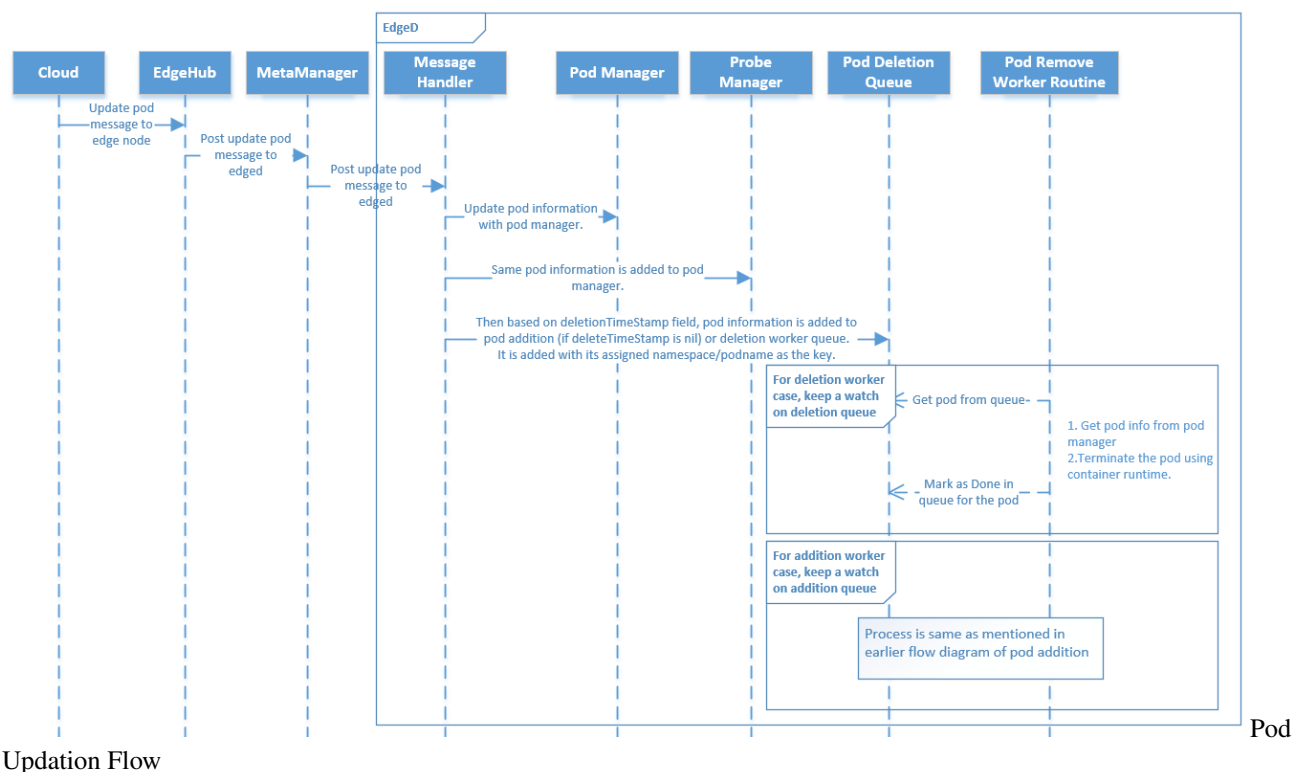 EdgeD
Cloud
EdgeHub
MetaManager
Message
Handler
Pod Manager
Probe
Manager
Pod Deletion
Queue
Pod Remove
Worker Routine
Update pod
message to
edge node
Post update pod
message to
edged
Post update pod
message to
edged
Update pod information
with pod manager.
Same pod information is added to pod
manager.
Then based on deletionTimeStamp field, pod information is added to
pod addition (if deleteTimeStamp is nil) or deletion worker queue.
It is added with its assigned namespace/podname as the key.
For deletion worker
case, keep a watch
on deletion queue
Get pod from queue
1. Get pod info from pod
manager
2.Terminate the pod using
container runtime.
Mark as Done in
queue for the pod
For addition worker
case, keep a watch
on addition queue
Process is same as mentioned in
earlier flow diagram of pod addition
Pod
Updation Flow